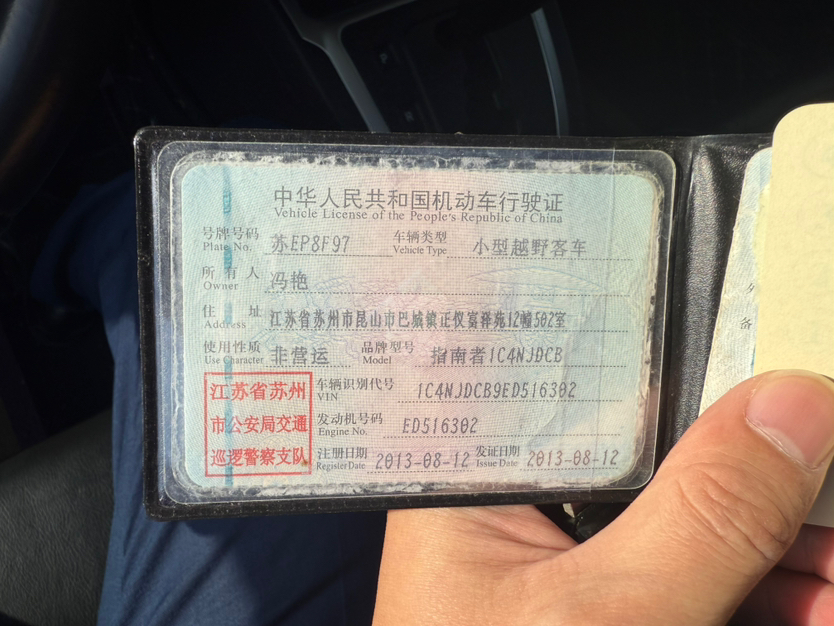 中华人民共和国机动车行驶证
Vehicle License of the People's Republic of China
号牌号码 苏EP8F97 车辆类型 小型越野客车
Plate No. Vehicle Type
所有人 冯艳
Owner
住址 江苏省苏州市昆山市巴城镇正仪宾祥苑12幢502室
Address
使用性质 非营运 品牌型号 指南者1C4NJDCB
Use Character Model
江苏省苏州
市公安局交通
巡逻警察支队
车辆识别代号 1C4NJDCB9ED516302
VIN
发动机号码 ED516302
Engine No.
注册日期 2013-08-12 发证日期 2013-08-12
Register Date Issue Date